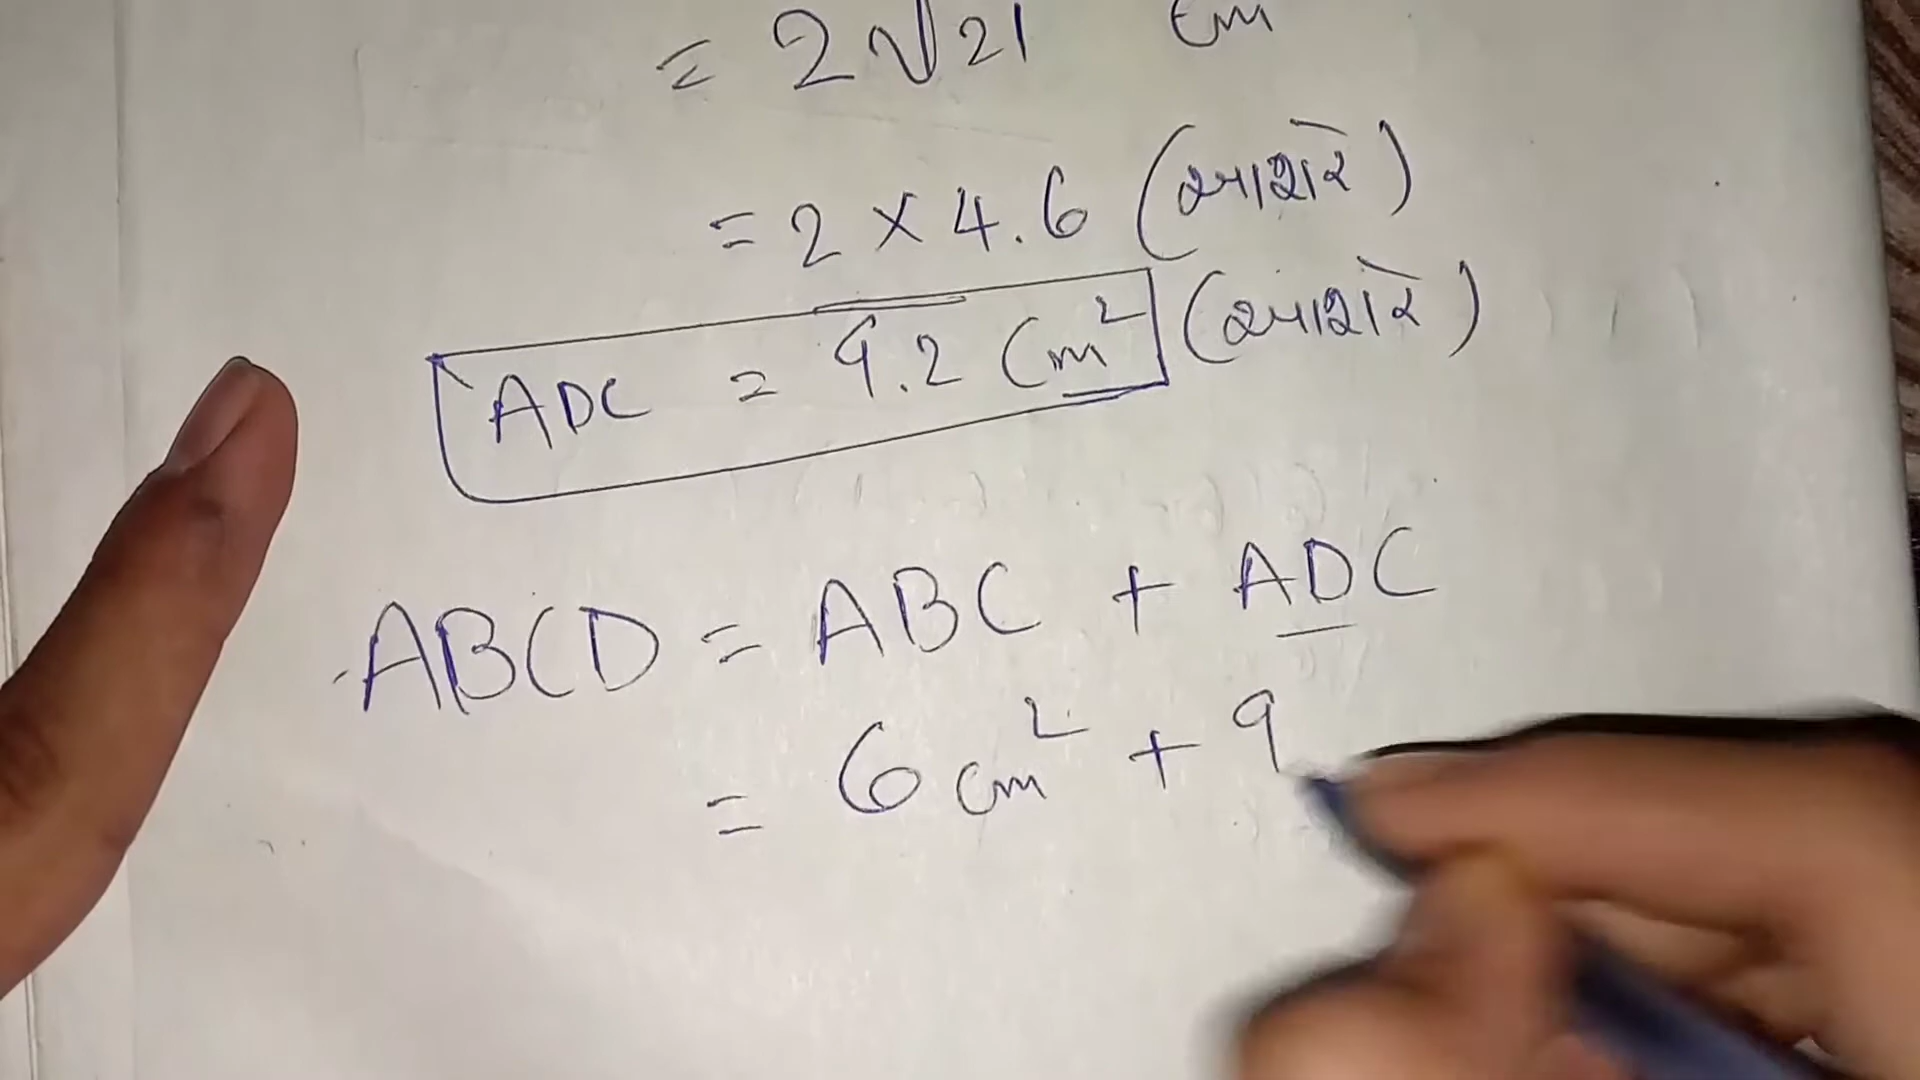 = 2√21 cm
= 2 × 4.6 (આશરે)
ADC = 9.2 Cm² (આશરે)
ABCD = ABC + ADC
= 6 cm² + 9